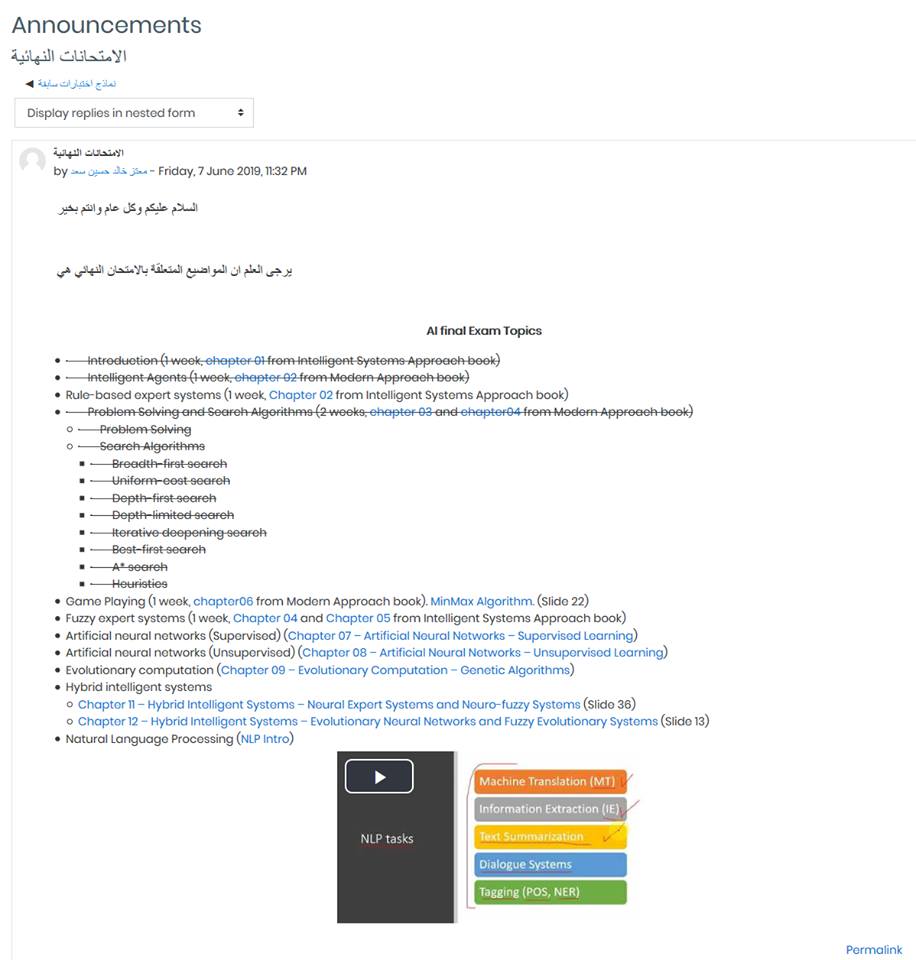 Announcements
الامتحانات النهائية
◄ نماذج اختبارات سابقة
Display replies in nested form
الامتحانات النهائية
by معتز خالد حسين سعد - Friday, 7 June 2019, 11:32 PM
السلام عليكم وكل عام وانتم بخير
يرجى العلم ان المواضيع المتعلقة بالامتحان النهائي هي
AI final Exam Topics
Introduction (1 week, chapter 01 from Intelligent Systems Approach book)
Intelligent Agents (1 week, chapter 02 from Modern Approach book)
Rule-based expert systems (1 week, Chapter 02 from Intelligent Systems Approach book)
Problem Solving and Search Algorithms (2 weeks, chapter 03 and chapter04 from Modern Approach book)
Problem Solving
Search Algorithms
Breadth-first search
Uniform-cost search
Depth-first search
Depth-limited search
Iterative deepening search
Best-first search
A* search
Heuristics
Game Playing (1 week, chapter06 from Modern Approach book). MinMax Algorithm. (Slide 22)
Fuzzy expert systems (1 week, Chapter 04 and Chapter 05 from Intelligent Systems Approach book)
Artificial neural networks (Supervised) (Chapter 07 – Artificial Neural Networks – Supervised Learning)
Artificial neural networks (Unsupervised) (Chapter 08 – Artificial Neural Networks – Unsupervised Learning)
Evolutionary computation (Chapter 09 – Evolutionary Computation – Genetic Algorithms)
Hybrid intelligent systems
Chapter 11 – Hybrid Intelligent Systems – Neural Expert Systems and Neuro-fuzzy Systems (Slide 36)
Chapter 12 – Hybrid Intelligent Systems – Evolutionary Neural Networks and Fuzzy Evolutionary Systems (Slide 13)
Natural Language Processing (NLP Intro)
NLP tasks
Machine Translation (MT)
Information Extraction (IE)
Text Summarization
Dialogue Systems
Tagging (POS, NER)
Permalink